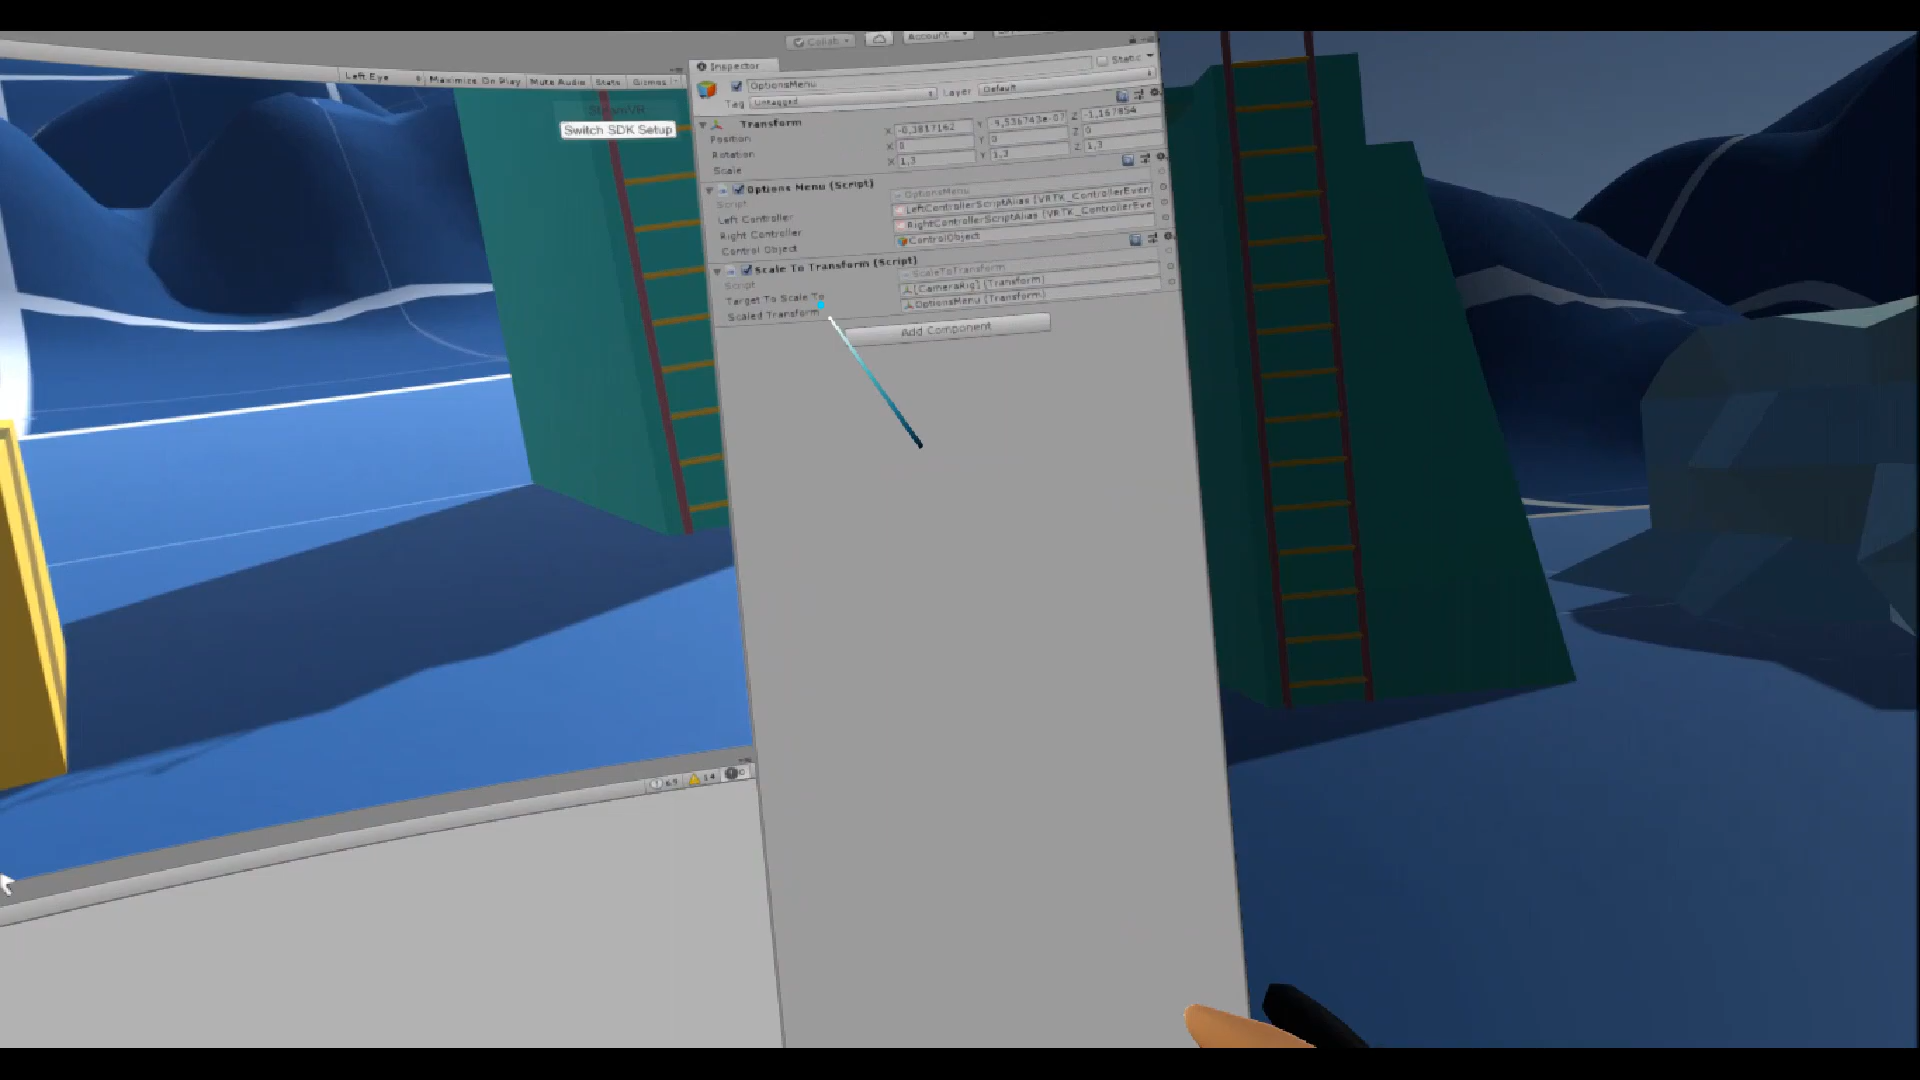 Collab
Account
Left Eye
Maximize On Play
Mute Audio
Stats
Gizmos
Inspector
OptionsMenu
Static
Tag
Untagged
Layer
Default
SteamVR
Switch SDK Setup
Transform
Position
X -0,3817162
Y 9,536743e-07
Z -1,167854
Rotation
X 0
Y 0
Z 0
Scale
X 1,3
Y 1,3
Z 1,3
Options Menu (Script)
Script
OptionsMenu
Left Controller
LeftControllerScriptAlias (VRTK_ControllerEven
Right Controller
RightControllerScriptAlias (VRTK_ControllerEve
Control Object
ControlObject
Scale To Transform (Script)
Script
ScaleToTransform
Target To Scale To
[CameraRig] (Transform)
Scaled Transform
OptionsMenu (Transform)
Add Component